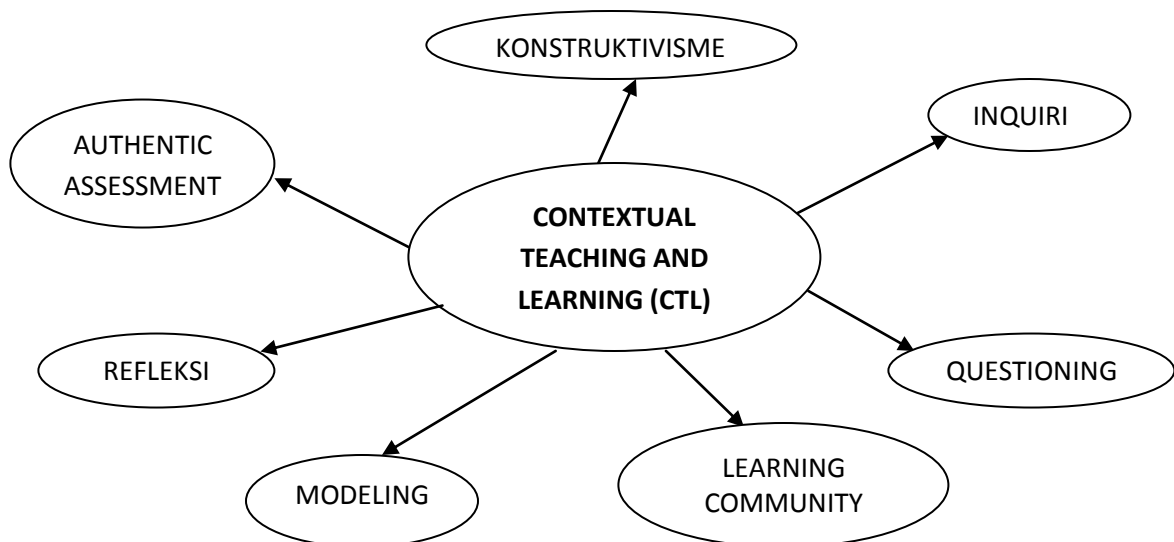 KONSTRUKTIVISME
INQUIRI
AUTHENTIC
ASSESSMENT
CONTEXTUAL
TEACHING AND
LEARNING (CTL)
REFLEKSI
QUESTIONING
MODELING
LEARNING
COMMUNITY